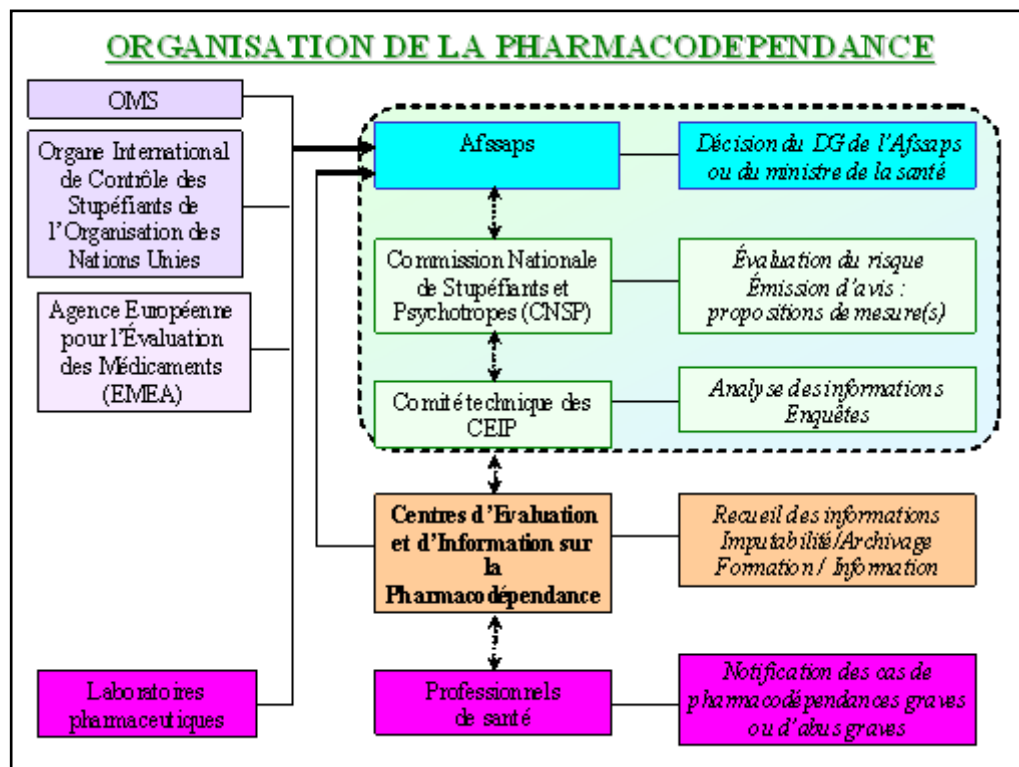 ORGANISATION DE LA PHARMACODEPENDANCE
OMS
Organe International
de Contrôle des
Stupéfiants de
l'Organisation des
Nations Unies
Agence Européenne
pour l'Évaluation
des Médicaments
(EMEA)
Laboratoires
pharmaceutiques
Afssaps
Décision du DG de l'Afssaps
ou du ministre de la santé
Commission Nationale
de Stupéfiants et
Psychotropes (CNSP)
Évaluation du risque
Émission d'avis :
propositions de mesure(s)
Comité technique des
CEIP
Analyse des informations
Enquêtes
Centres d'Evaluation
et d'Information sur
la
Pharmacodépendance
Recueil des informations
Imputabilité/Archivage
Formation / Information
Professionnels
de santé
Notification des cas de
pharmacodépendances graves
ou d'abus graves